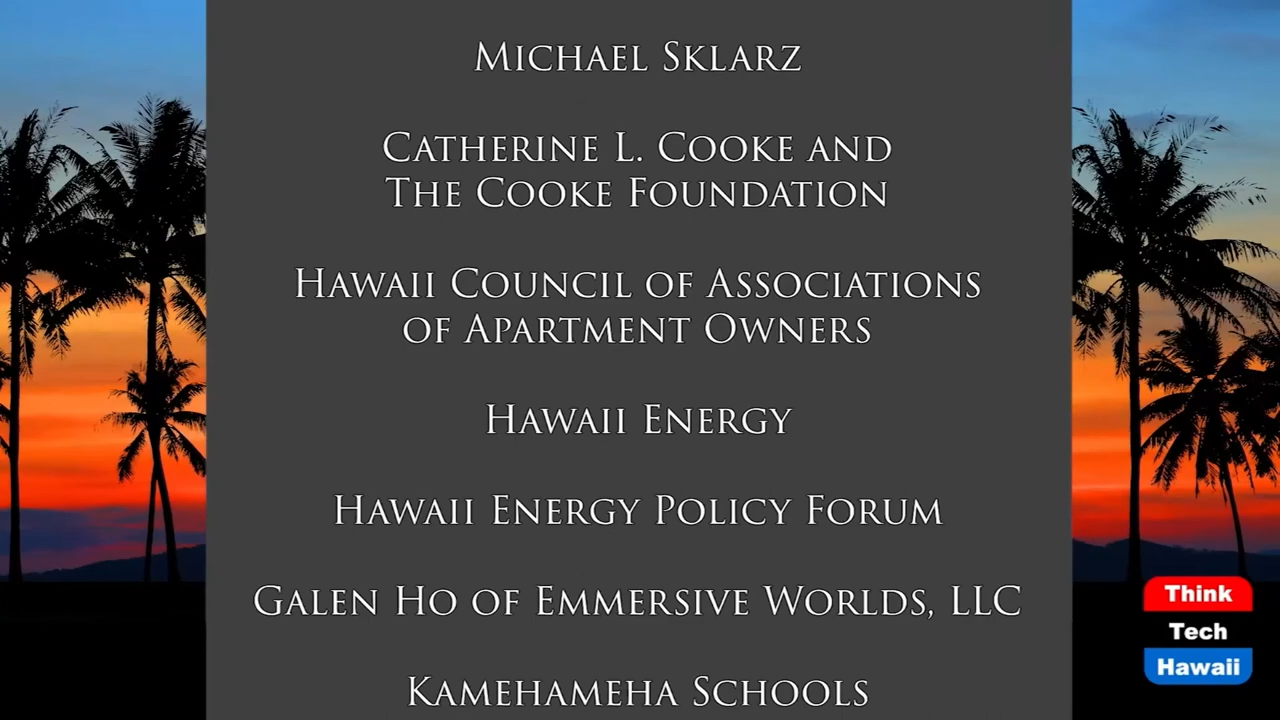 Michael Sklarz
Catherine L. Cooke and
The Cooke Foundation
Hawaii Council of Associations
of Apartment Owners
Hawaii Energy
Hawaii Energy Policy Forum
Galen Ho of Emmersive Worlds, LLC
Kamehameha Schools
Think
Tech
Hawaii